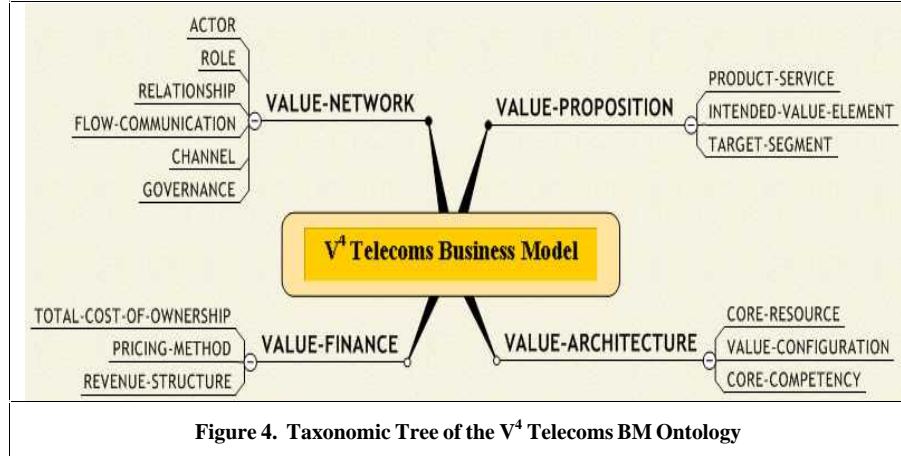 ACTOR
ROLE
RELATIONSHIP
FLOW-COMMUNICATION
CHANNEL
GOVERNANCE
VALUE-NETWORK
VALUE-PROPOSITION
PRODUCT-SERVICE
INTENDED-VALUE-ELEMENT
TARGET-SEGMENT
V⁴ Telecoms Business Model
TOTAL-COST-OF-OWNERSHIP
PRICING-METHOD
REVENUE-STRUCTURE
VALUE-FINANCE
VALUE-ARCHITECTURE
CORE-RESOURCE
VALUE-CONFIGURATION
CORE-COMPETENCY
Figure 4. Taxonomic Tree of the V⁴ Telecoms BM Ontology